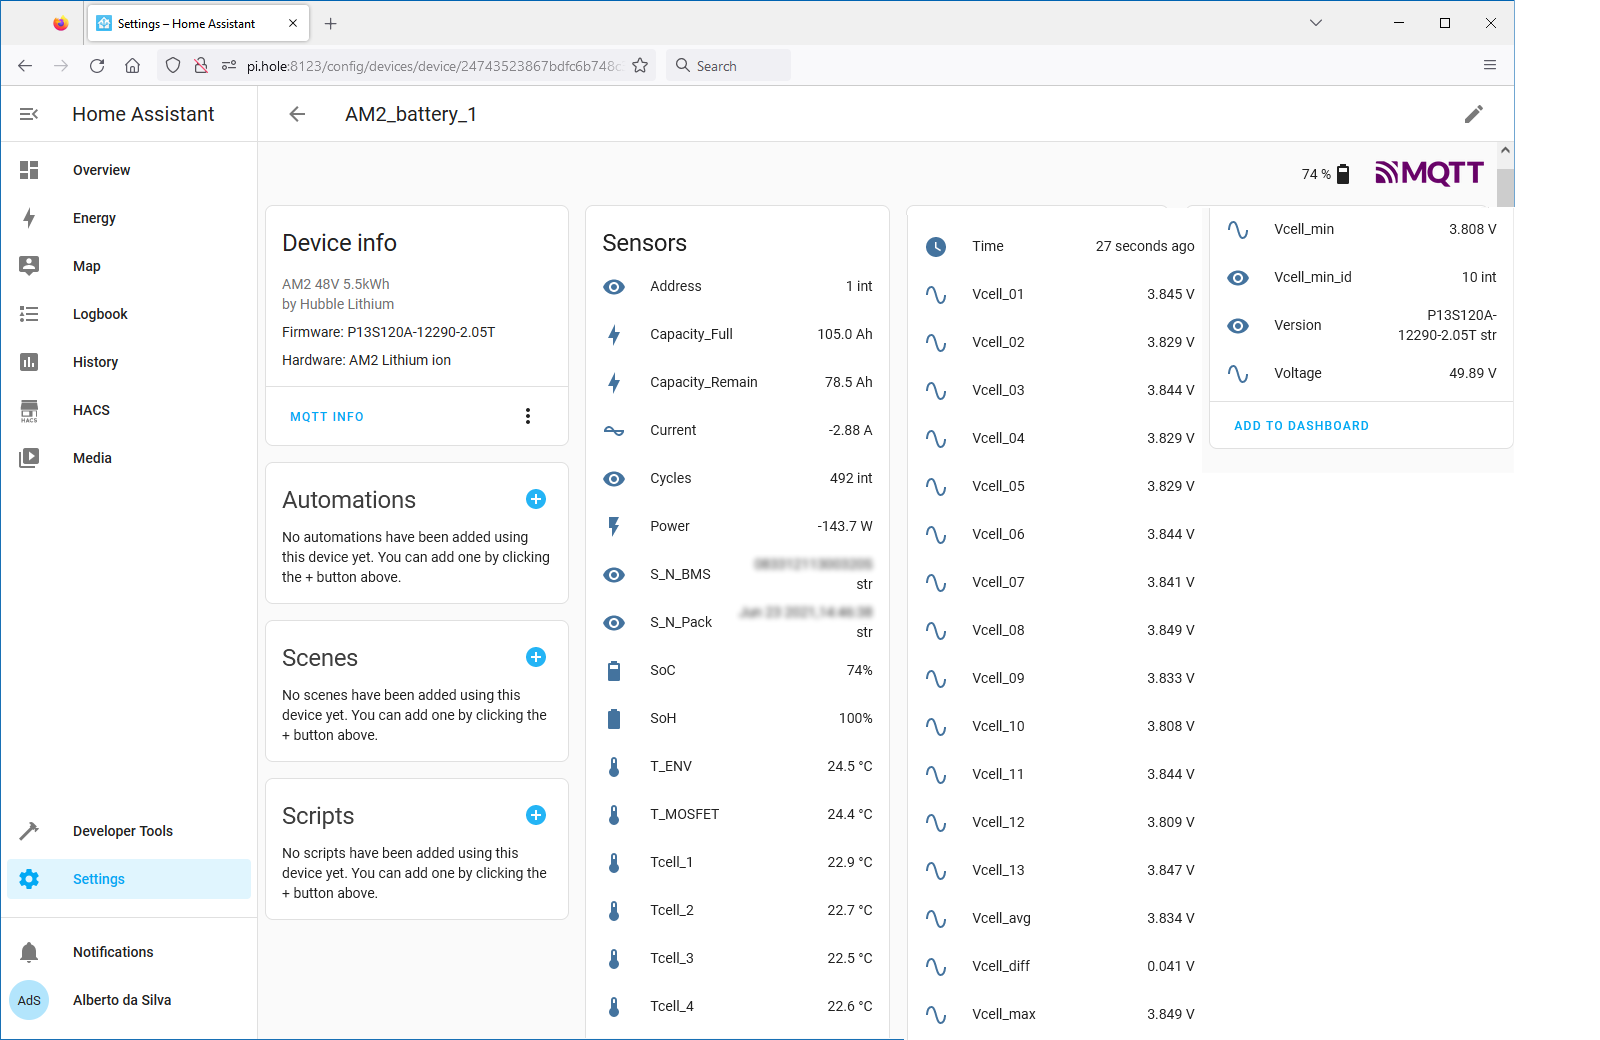 Settings – Home Assistant
pi.hole:8123/config/devices/device/24743523867bdfc6b748c
Search
Home Assistant
AM2_battery_1
Overview
Energy
Map
Logbook
History
HACS
HACS
Media
Developer Tools
Settings
Notifications
AdS
Alberto da Silva
74 %
MQTT
Device info
AM2 48V 5.5kWh
by Hubble Lithium
Firmware: P13S120A-12290-2.05T
Hardware: AM2 Lithium ion
MQTT INFO
Automations
No automations have been added using
this device yet. You can add one by clicking
the + button above.
Scenes
No scenes have been added using this
device yet. You can add one by clicking the
+ button above.
Scripts
No scripts have been added using this
device yet. You can add one by clicking the
+ button above.
Sensors
Address 1 int
Capacity_Full 105.0 Ah
Capacity_Remain 78.5 Ah
Current -2.88 A
Cycles 492 int
Power -143.7 W
S_N_BMS
str
S_N_Pack
str
SoC 74%
SoH 100%
T_ENV 24.5 °C
T_MOSFET 24.4 °C
Tcell_1 22.9 °C
Tcell_2 22.7 °C
Tcell_3 22.5 °C
Tcell_4 22.6 °C
Time 27 seconds ago
Vcell_01 3.845 V
Vcell_02 3.829 V
Vcell_03 3.844 V
Vcell_04 3.829 V
Vcell_05 3.829 V
Vcell_06 3.844 V
Vcell_07 3.841 V
Vcell_08 3.849 V
Vcell_09 3.833 V
Vcell_10 3.808 V
Vcell_11 3.844 V
Vcell_12 3.809 V
Vcell_13 3.847 V
Vcell_avg 3.834 V
Vcell_diff 0.041 V
Vcell_max 3.849 V
Vcell_min 3.808 V
Vcell_min_id 10 int
Version P13S120A-
12290-2.05T str
Voltage 49.89 V
ADD TO DASHBOARD